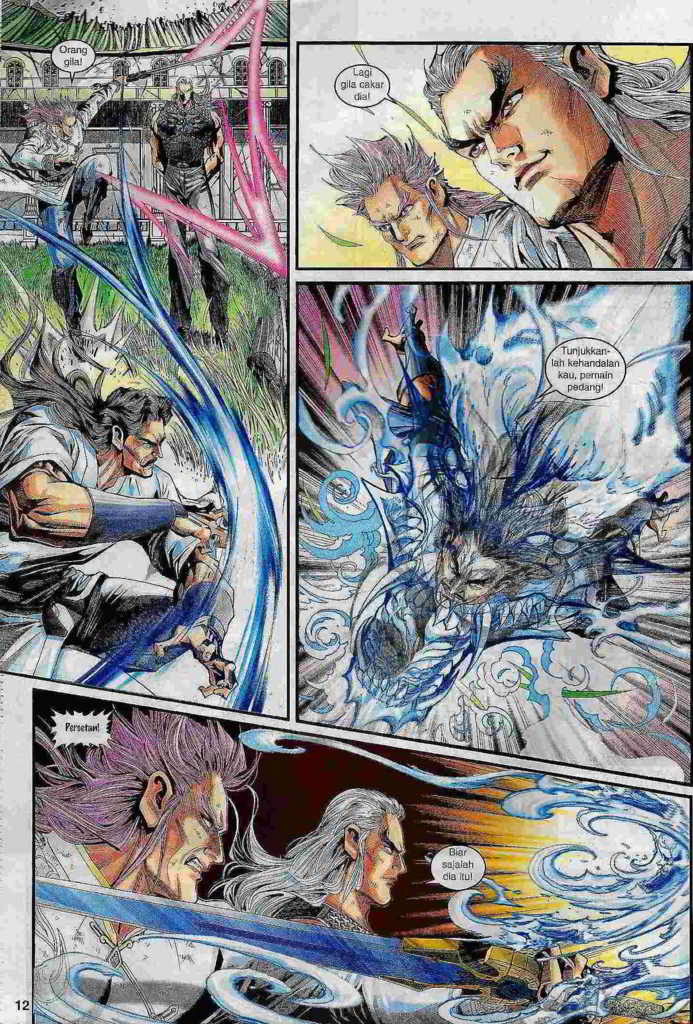 Orang
gila!
Lagi
gila cakar
dia!
Tunjukkan-
lah kehandalan
kau, pemain
pedang!
Persetan!
Biar
sajalah
dia itu!
12